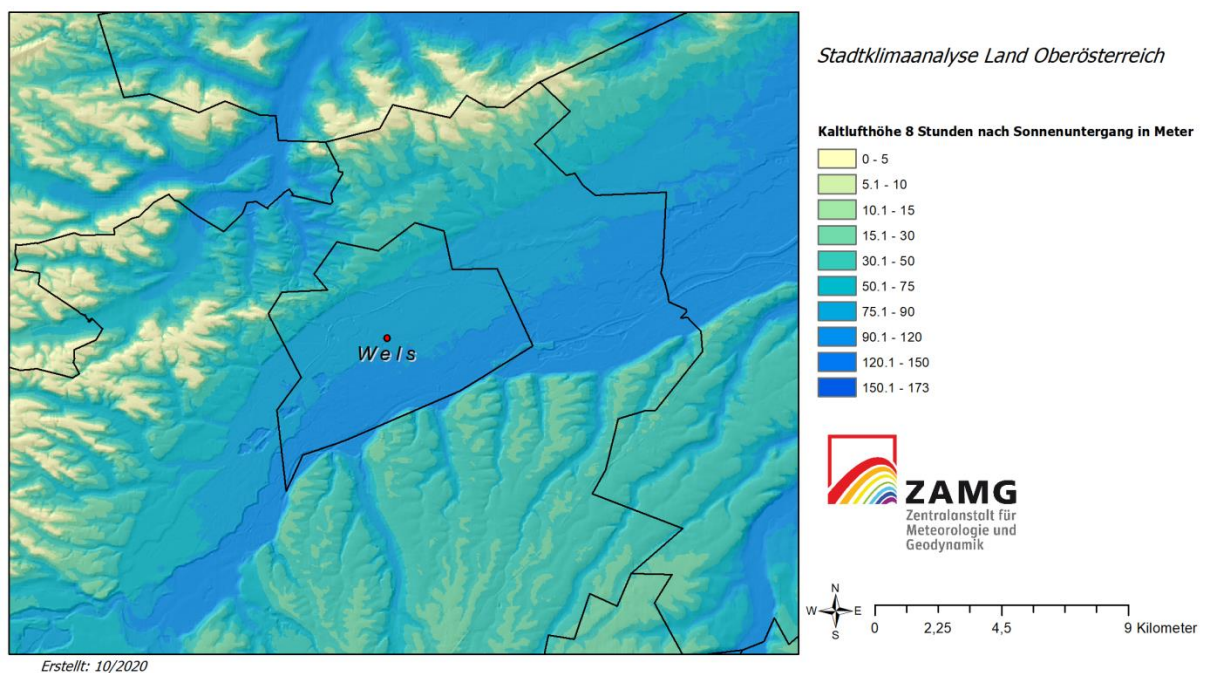 Stadtklimaanalyse Land Oberösterreich
Kaltlufthöhe 8 Stunden nach Sonnenuntergang in Meter
0 - 5
5.1 - 10
10.1 - 15
15.1 - 30
30.1 - 50
50.1 - 75
75.1 - 90
90.1 - 120
120.1 - 150
150.1 - 173
Wels
ZAMG
Zentralanstalt für
Meteorologie und
Geodynamik
N
W E
S
0 2,25 4,5 9 Kilometer
Erstellt: 10/2020